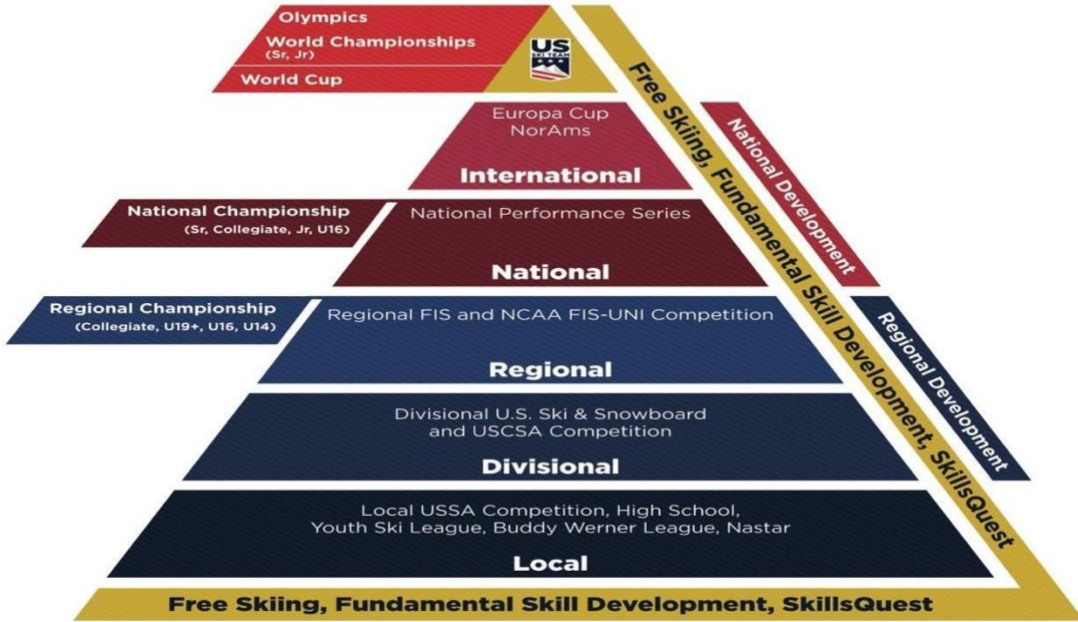 Olympics
World Championships
(Sr, Jr)
World Cup
US
SKI TEAM
Europa Cup
NorAms
International
National Championship
(Sr, Collegiate, Jr, U16)
National Performance Series
National
Regional Championship
(Collegiate, U19+, U16, U14)
Regional FIS and NCAA FIS-UNI Competition
Regional
Divisional U.S. Ski & Snowboard
and USCSA Competition
Divisional
Local USSA Competition, High School,
Youth Ski League, Buddy Werner League, Nastar
Local
Free Skiing, Fundamental Skill Development, SkillsQuest
Free Skiing, Fundamental Skill Development, SkillsQuest
National Development
Regional Development